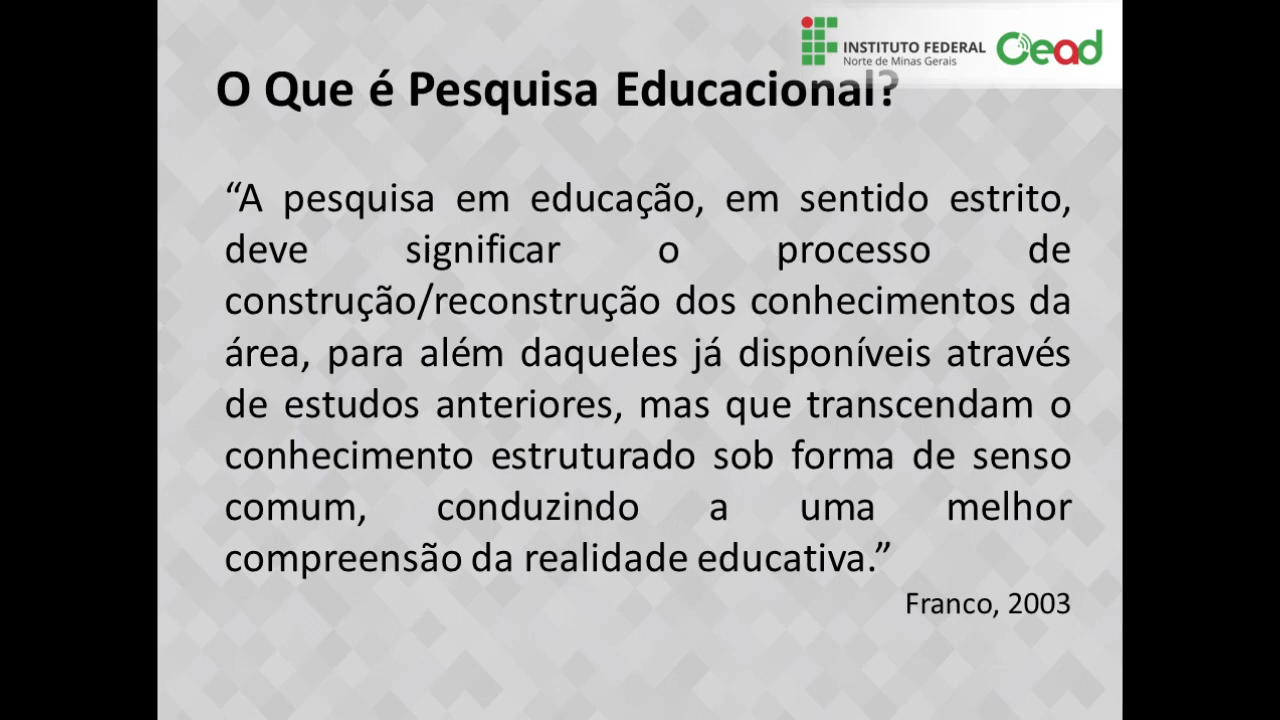 INSTITUTO FEDERAL
Norte de Minas Gerais
Cead
O Que é Pesquisa Educacional?
“A pesquisa em educação, em sentido estrito,
deve significar o processo de
construção/reconstrução dos conhecimentos da
área, para além daqueles já disponíveis através
de estudos anteriores, mas que transcendam o
conhecimento estruturado sob forma de senso
comum, conduzindo a uma melhor
compreensão da realidade educativa.”
Franco, 2003